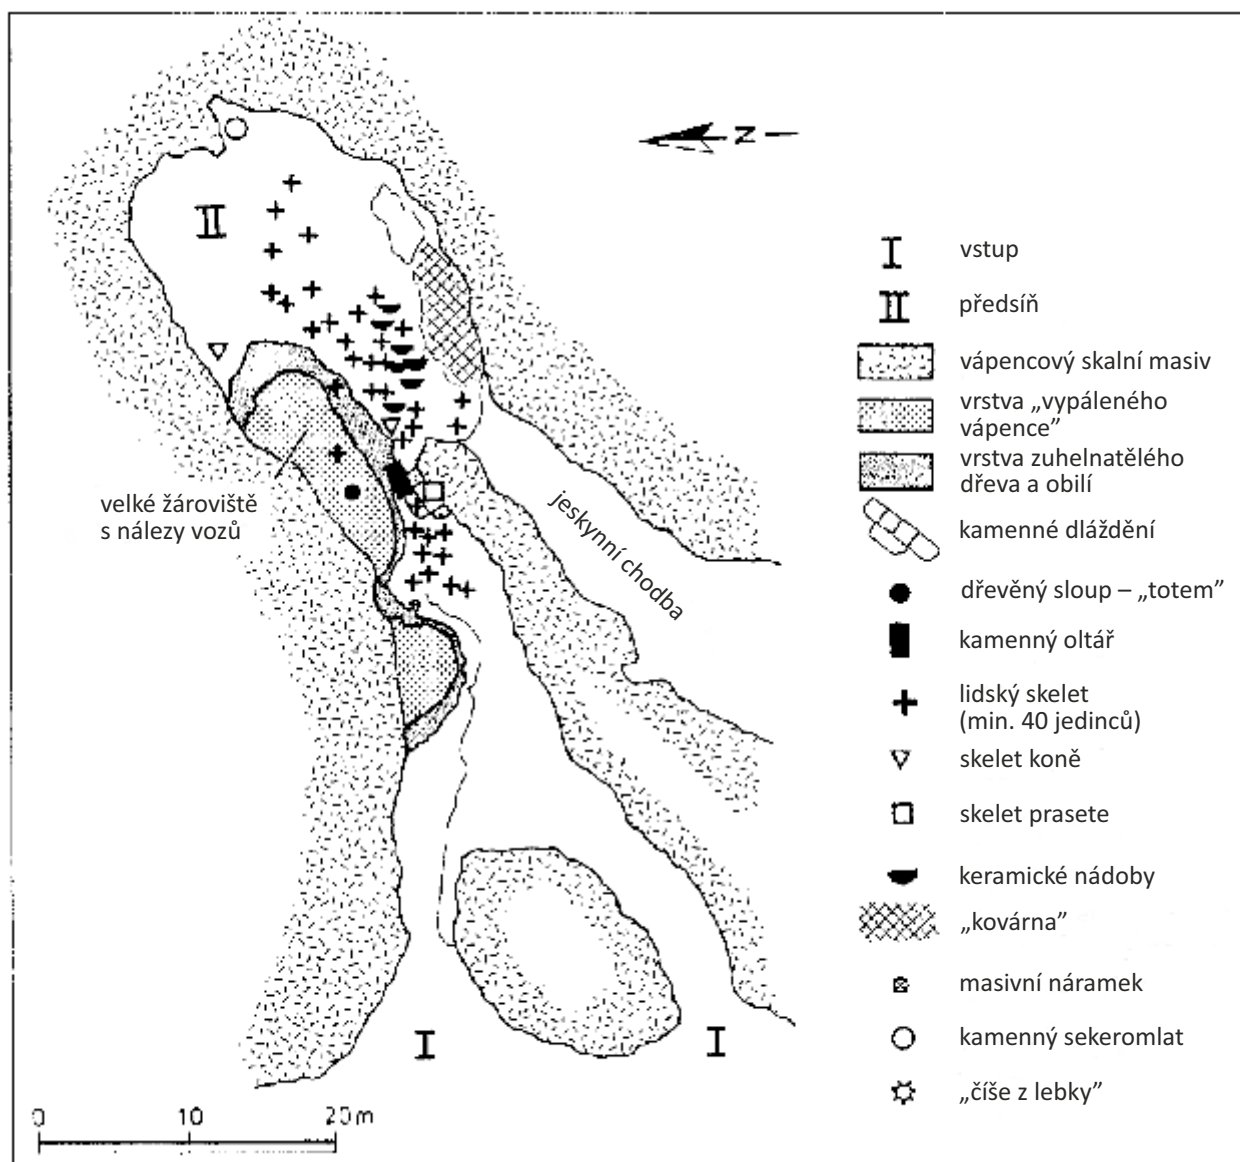 N
II
I
vstup
II
předsíň
vápencový skalní masiv
vrstva „vypáleného
vápence”
vrstva zuhelnatělého
dřeva a obilí
kamenné dláždění
dřevěný sloup – „totem”
kamenný oltář
lidský skelet
(min. 40 jedinců)
skelet koně
skelet prasete
keramické nádoby
„kovárna”
masivní náramek
kamenný sekeromlat
„číše z lebky”
velké žároviště
s nálezy vozů
jeskynní chodba
I
I
0 10 20 m